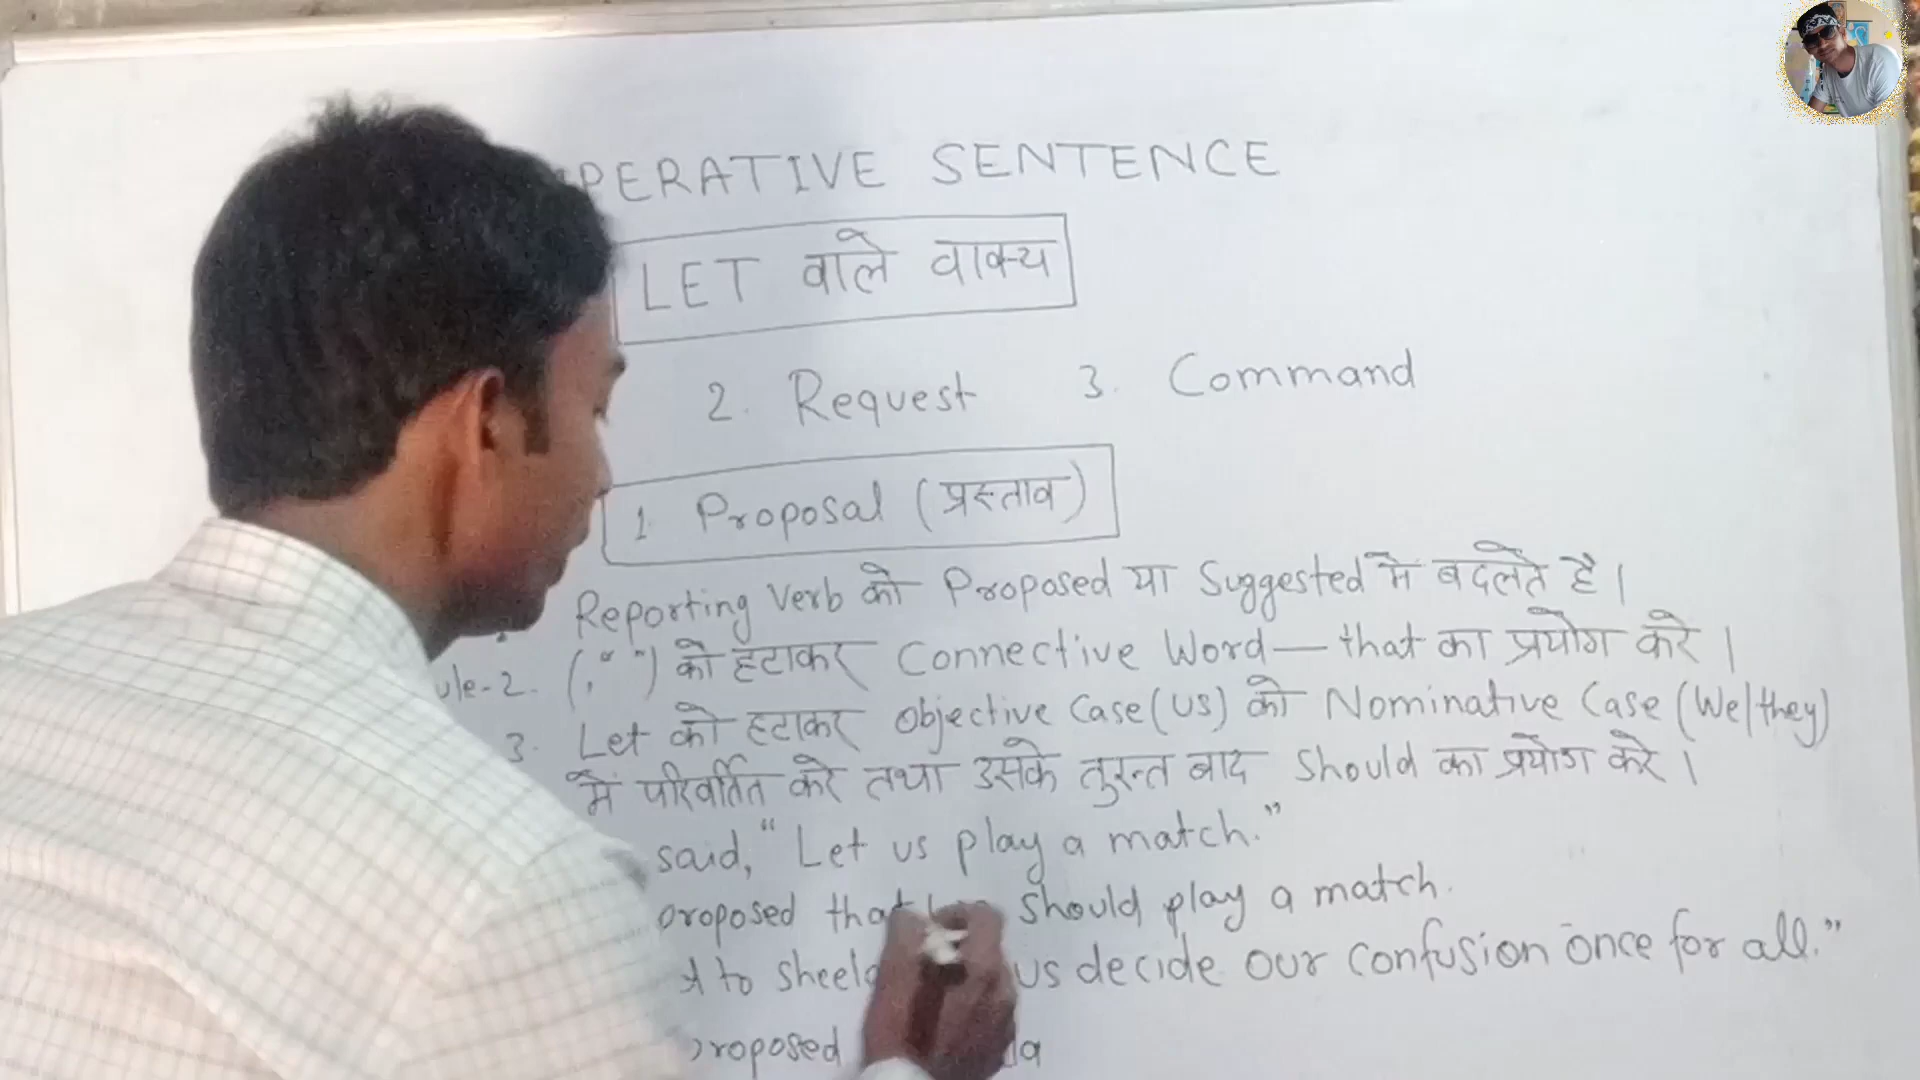 PERATIVE SENTENCE
LET वाले वाक्य
2. Request 3. Command
1. Proposal (प्रस्ताव)
Reporting Verb को Proposed या Suggested में बदलते है।
ule-2. (, “ ”) को हटाकर Connective Word — that का प्रयोग करे।
3. Let को हटाकर Objective Case (us) को Nominative Case (We/they)
में परिवर्तित करे तथा उसके तुरन्त बाद should का प्रयोग करे।
said, “Let us play a match.”
proposed that should play a match.
to sheela us decide our confusion once for all.”
proposed